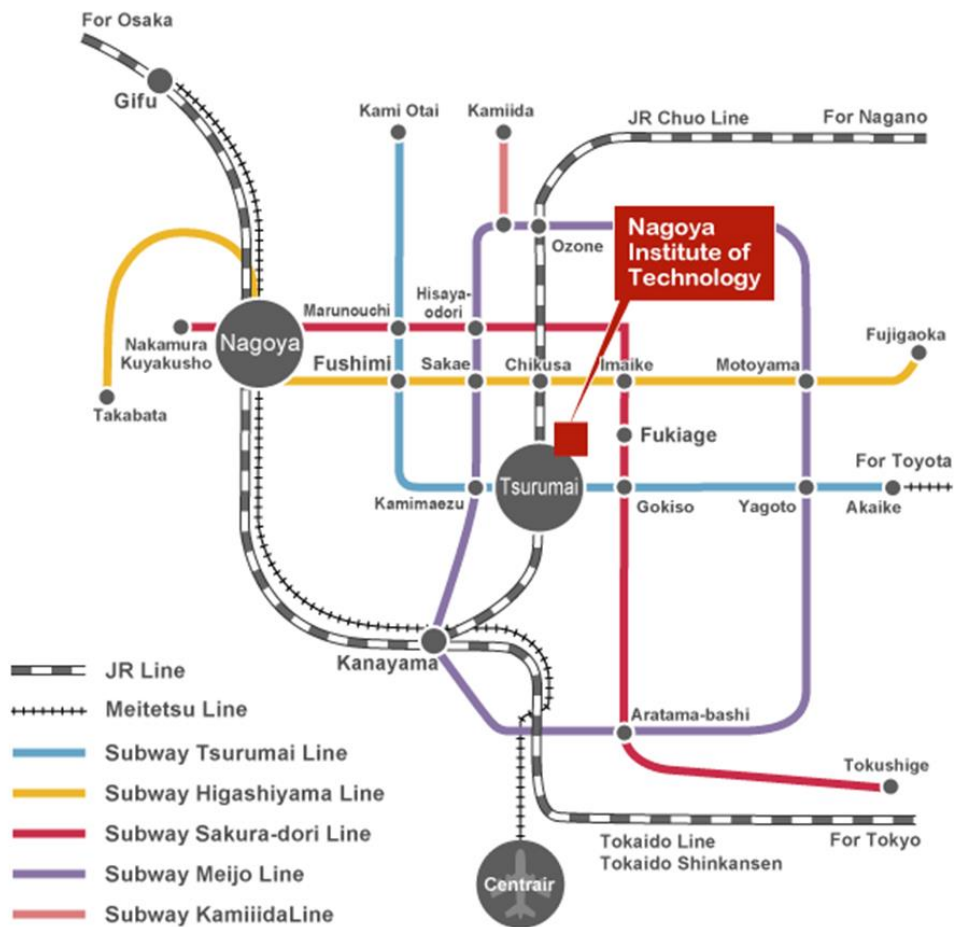 For Osaka
Gifu
Kami Otai
Kamiida
JR Chuo Line
For Nagano
Ozone
Nagoya
Institute of
Technology
Marunouchi
Hisaya-
odori
Nakamura
Kuyakusho
Nagoya
Fujigaoka
Fushimi
Sakae
Chikusa
Imaike
Motoyama
Takabata
Fukiage
For Toyota
Tsurumai
Kamimaezu
Gokiso
Yagoto
Akaike
Kanayama
JR Line
Meitetsu Line
Aratama-bashi
Subway Tsurumai Line
Tokushige
Subway Higashiyama Line
Subway Sakura-dori Line
Tokaido Line
Tokaido Shinkansen
For Tokyo
Subway Meijo Line
Centrair
Subway KamiiidaLine